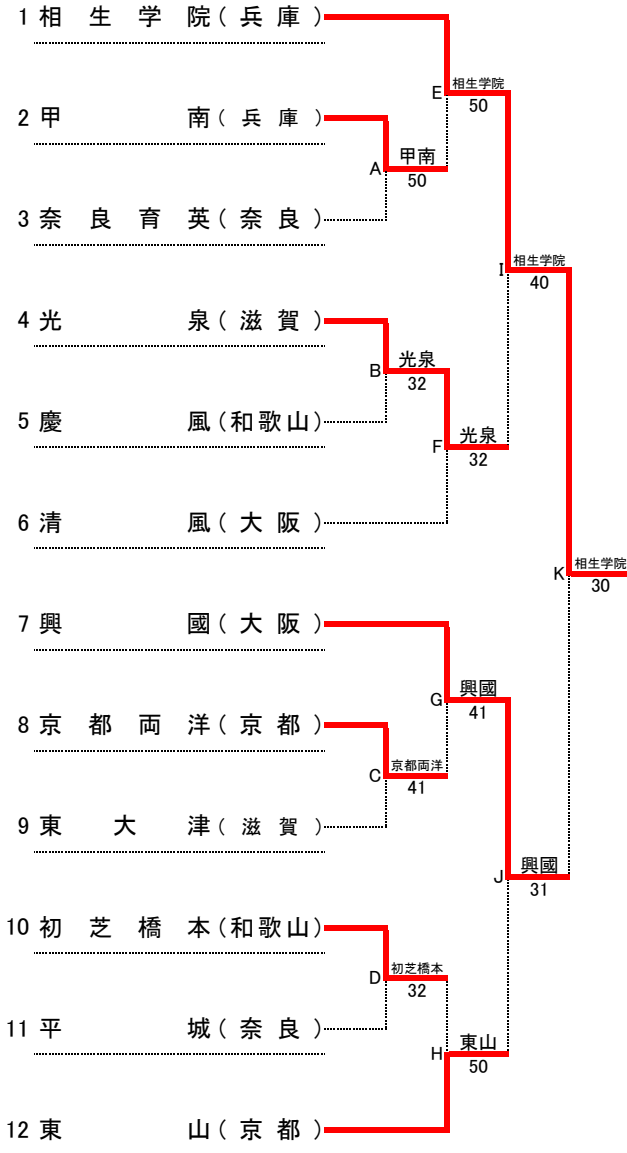 1 相生学院(兵庫)
E 相生学院
50
2 甲南(兵庫)
A 甲南
50
3 奈良育英(奈良)
I 相生学院
40
4 光泉(滋賀)
B 光泉
32
5 慶風(和歌山)
F 光泉
32
6 清風(大阪)
K 相生学院
30
7 興國(大阪)
G 興國
41
8 京都両洋(京都)
C 京都両洋
41
9 東大津(滋賀)
J 興國
31
10 初芝橋本(和歌山)
D 初芝橋本
32
11 平城(奈良)
H 東山
50
12 東山(京都)